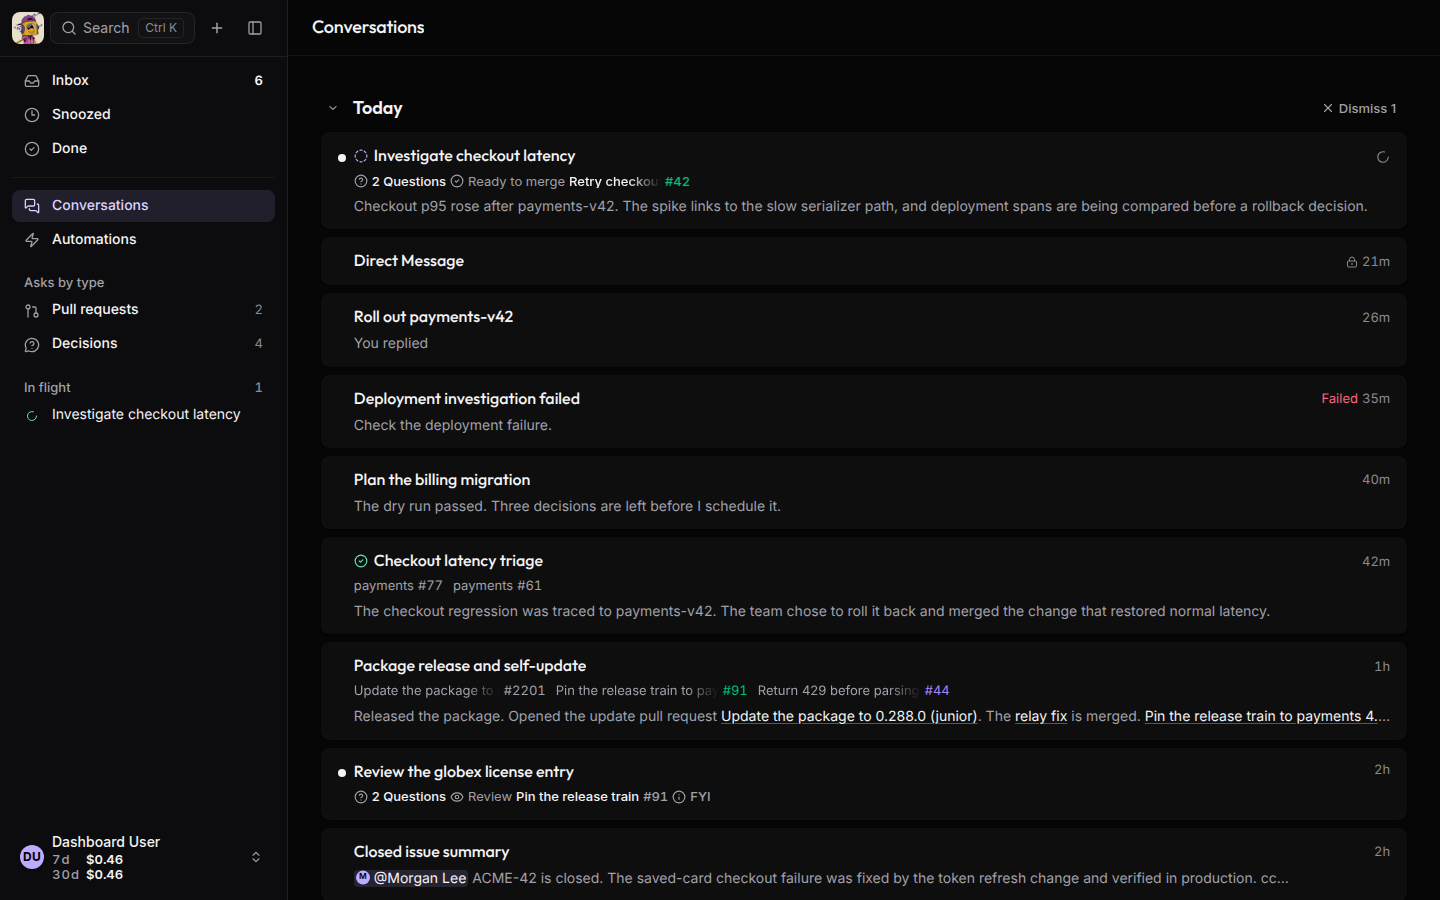 Search Ctrl K
Inbox 6
Snoozed
Done
Conversations
Automations
Asks by type
Pull requests 2
Decisions 4
In flight 1
Investigate checkout latency
DU Dashboard User
7d $0.46
30d $0.46
Conversations
Today Dismiss 1
Investigate checkout latency
2 Questions Ready to merge Retry checkou #42
Checkout p95 rose after payments-v42. The spike links to the slow serializer path, and deployment spans are being compared before a rollback decision.
Direct Message 21m
Roll out payments-v42 26m
You replied
Deployment investigation failed Failed 35m
Check the deployment failure.
Plan the billing migration 40m
The dry run passed. Three decisions are left before I schedule it.
Checkout latency triage 42m
payments #77 payments #61
The checkout regression was traced to payments-v42. The team chose to roll it back and merged the change that restored normal latency.
Package release and self-update 1h
Update the package to #2201 Pin the release train to pay #91 Return 429 before parsing #44
Released the package. Opened the update pull request Update the package to 0.288.0 (junior). The relay fix is merged. Pin the release train to payments 4....
Review the globex license entry 2h
2 Questions Review Pin the release train #91 FYI
Closed issue summary 2h
M @Morgan Lee ACME-42 is closed. The saved-card checkout failure was fixed by the token refresh change and verified in production. cc...